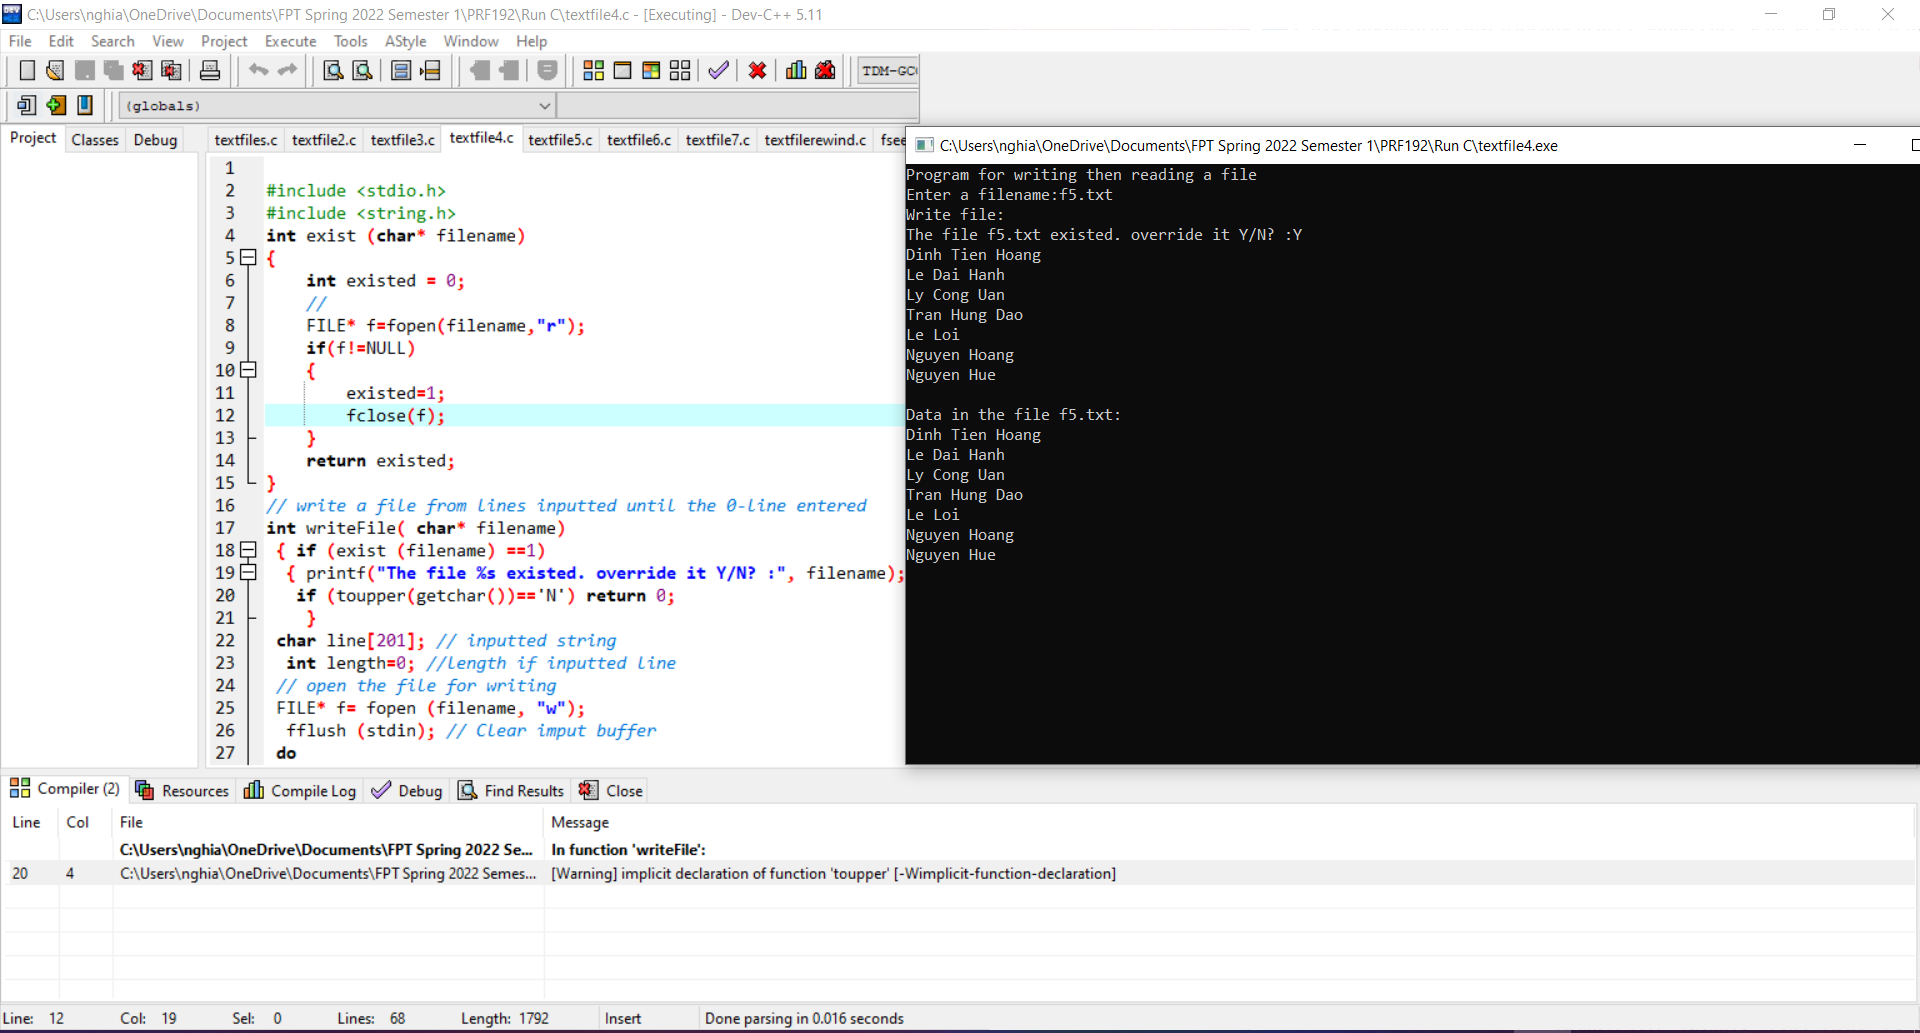 C:\Users\nghia\OneDrive\Documents\FPT Spring 2022 Semester 1\PRF192\Run C\textfile4.c - [Executing] - Dev-C++ 5.11
File Edit Search View Project Execute Tools AStyle Window Help
TDM-GC
(globals)
Project Classes Debug
textfiles.c textfile2.c textfile3.c textfile4.c textfile5.c textfile6.c textfile7.c textfilerewind.c fsee
1
2 #include <stdio.h>
3 #include <string.h>
4 int exist (char* filename)
5 {
6 int existed = 0;
7 //
8 FILE* f=fopen(filename,"r");
9 if(f!=NULL)
10 {
11 existed=1;
12 fclose(f);
13 }
14 return existed;
15 }
16 // write a file from lines inputted until the 0-line entered
17 int writeFile( char* filename)
18 { if (exist (filename) ==1)
19 { printf("The file %s existed. override it Y/N? :", filename);
20 if (toupper(getchar())=='N') return 0;
21 }
22 char line[201]; // inputted string
23 int length=0; //length if inputted line
24 // open the file for writing
25 FILE* f= fopen (filename, "w");
26 fflush (stdin); // Clear imput buffer
27 do
C:\Users\nghia\OneDrive\Documents\FPT Spring 2022 Semester 1\PRF192\Run C\textfile4.exe
Program for writing then reading a file
Enter a filename:f5.txt
Write file:
The file f5.txt existed. override it Y/N? :Y
Dinh Tien Hoang
Le Dai Hanh
Ly Cong Uan
Tran Hung Dao
Le Loi
Nguyen Hoang
Nguyen Hue
Data in the file f5.txt:
Dinh Tien Hoang
Le Dai Hanh
Ly Cong Uan
Tran Hung Dao
Le Loi
Nguyen Hoang
Nguyen Hue
Compiler (2) Resources Compile Log Debug Find Results Close
Line Col File Message
C:\Users\nghia\OneDrive\Documents\FPT Spring 2022 Se... In function 'writeFile':
20 4 C:\Users\nghia\OneDrive\Documents\FPT Spring 2022 Semes... [Warning] implicit declaration of function 'toupper' [-Wimplicit-function-declaration]
Line: 12 Col: 19 Sel: 0 Lines: 68 Length: 1792 Insert Done parsing in 0.016 seconds